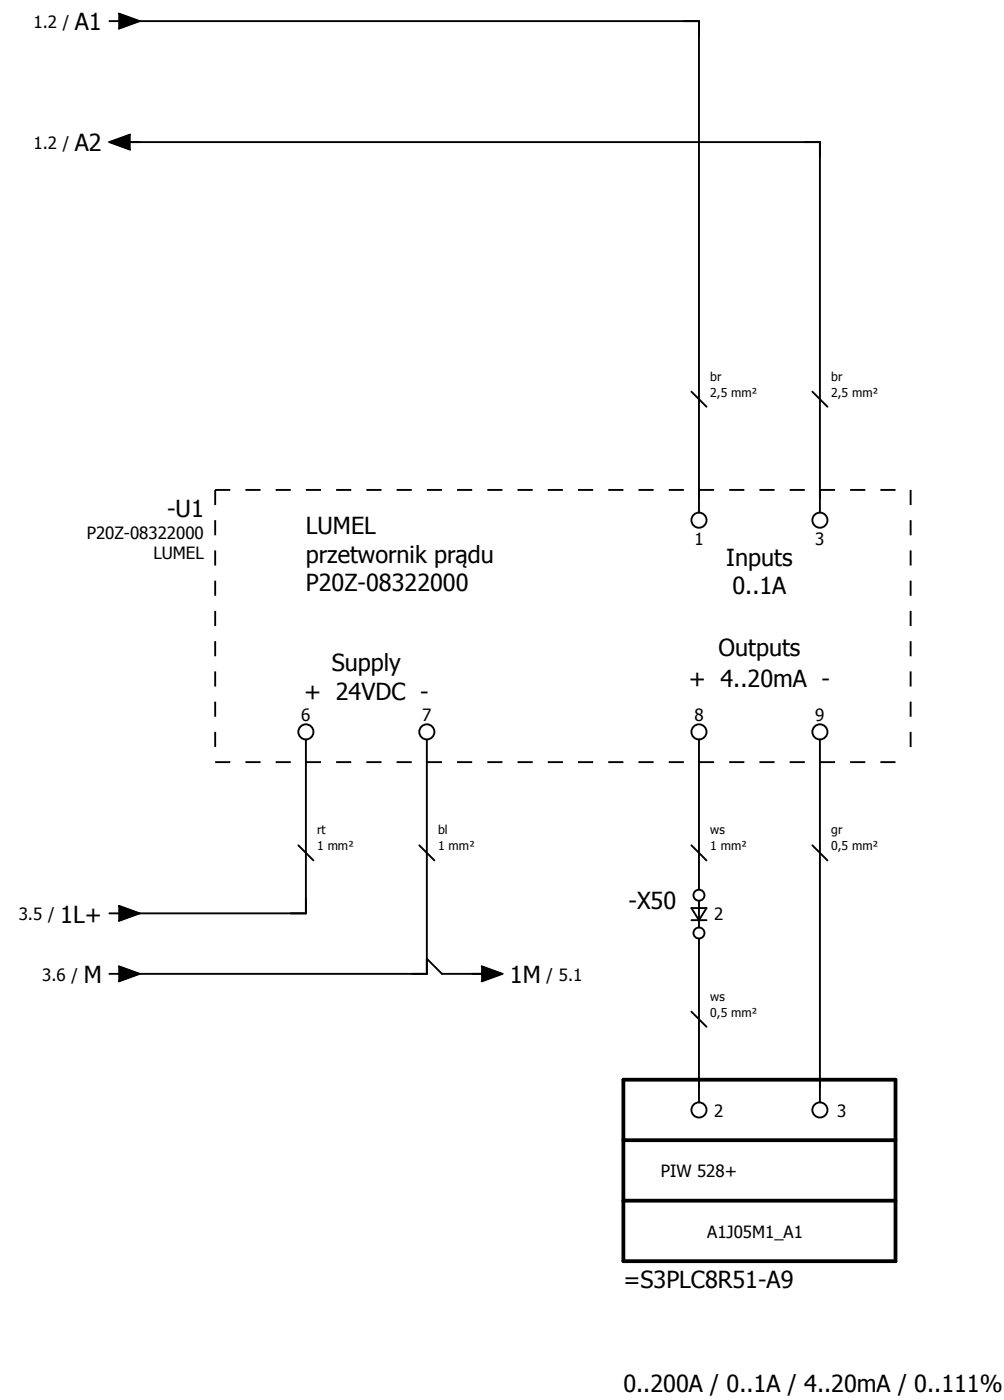 1.2 / A1
1.2 / A2
br
2,5 mm²
br
2,5 mm²
-U1
P20Z-08322000
LUMEL
LUMEL
przetwornik prądu
P20Z-08322000
1
3
Inputs
0..1A
Supply
+ 24VDC -
6
7
Outputs
+ 4..20mA -
8
9
rt
1 mm²
bl
1 mm²
ws
1 mm²
gr
0,5 mm²
-X50
2
3.5 / 1L+
3.6 / M
1M / 5.1
ws
0,5 mm²
2
3
PIW 528+
A1J05M1_A1
=S3PLC8R51-A9
0..200A / 0..1A / 4..20mA / 0..111%